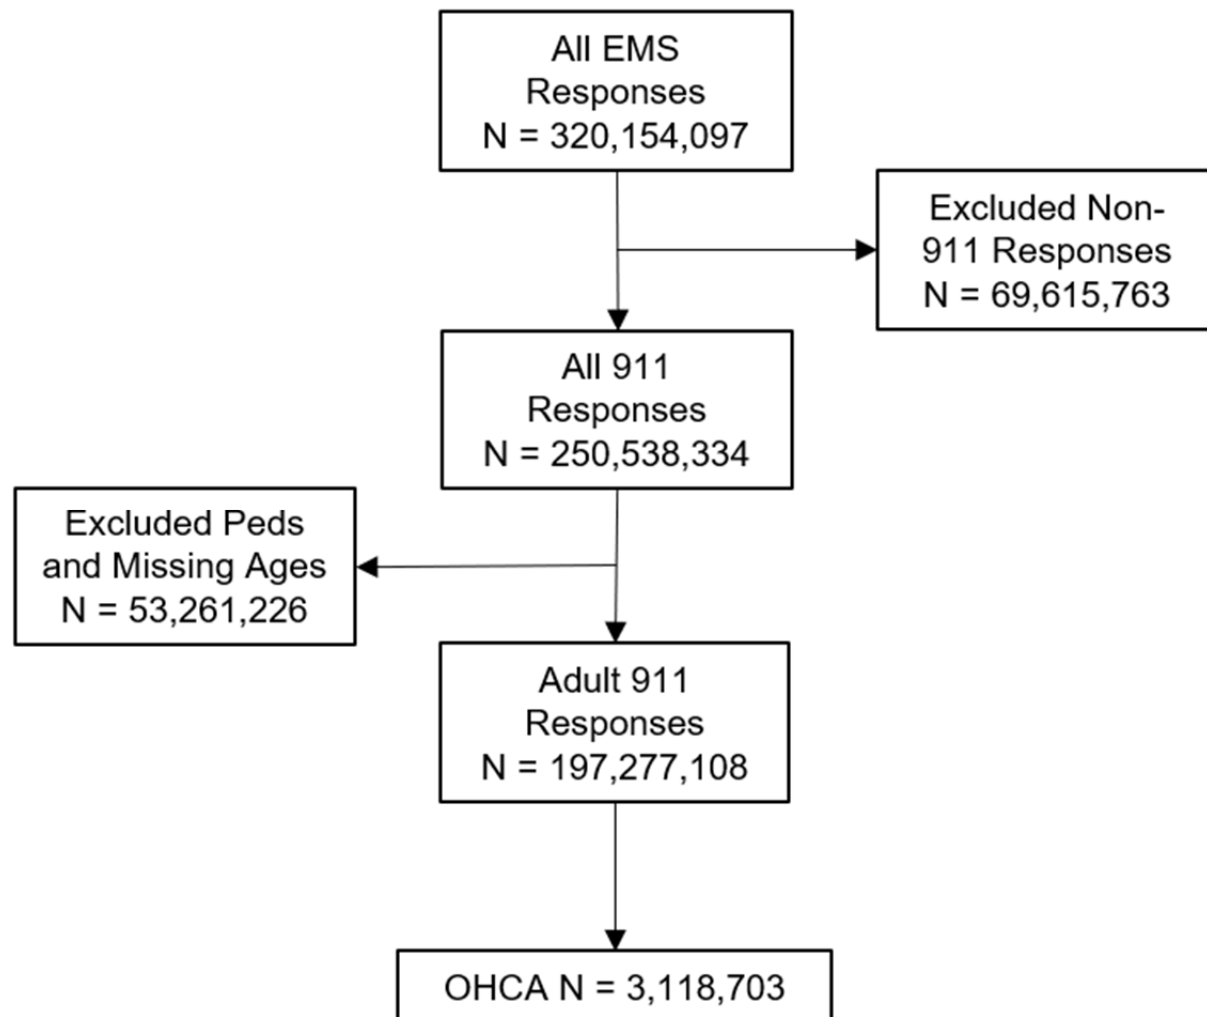 All EMS
Responses
N = 320,154,097
Excluded Non-
911 Responses
N = 69,615,763
All 911
Responses
N = 250,538,334
Excluded Peds
and Missing Ages
N = 53,261,226
Adult 911
Responses
N = 197,277,108
OHCA N = 3,118,703